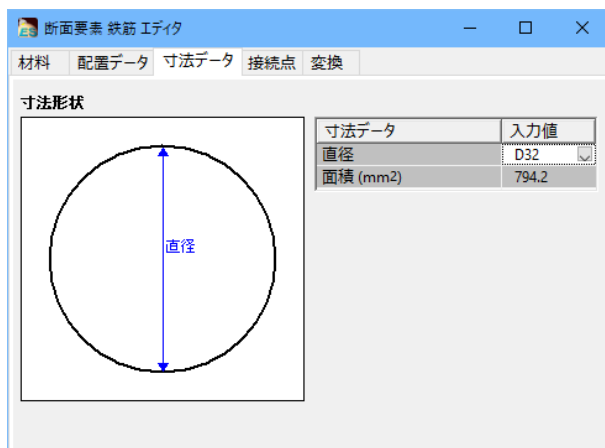 断面要素 鉄筋 エディタ
材料 配置データ 寸法データ 接続点 変換
寸法形状
寸法データ 入力値
直径 D32
面積 (mm2) 794.2
直径